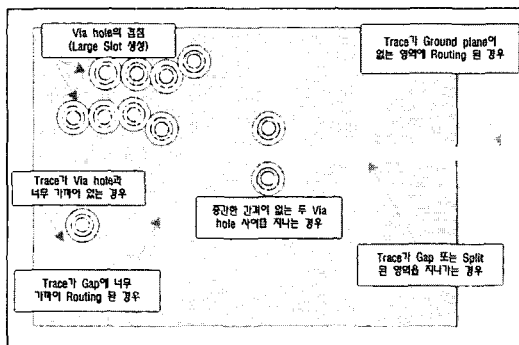 Via hole의 겹침
(Large Slot 생성)
Trace가 Ground plane이
없는 영역에 Routing 된 경우
Trace가 Via hole과
너무 가까이 있는 경우
충간한 간격이 없는 두 Via
hole 사이를 지나는 경우
Trace가 Gap에 너무
가까이 Routing 된 경우
Trace가 Gap 또는 Split
된 영역을 지나가는 경우